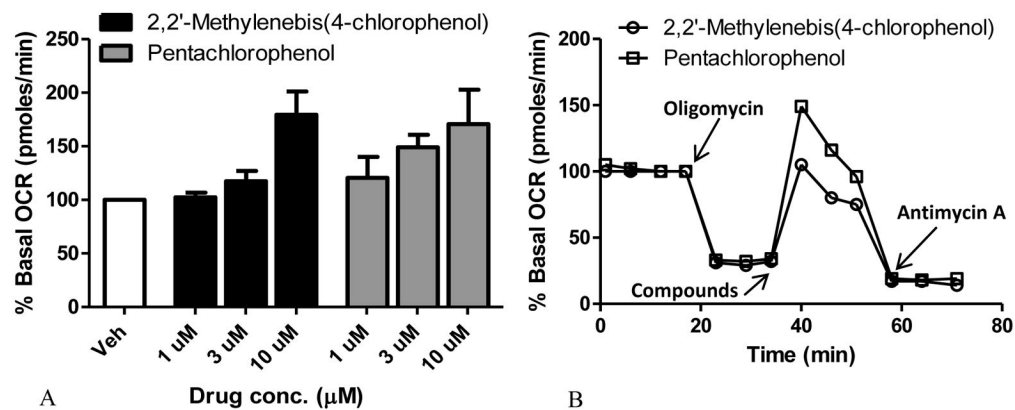 2,2'-Methylenebis(4-chlorophenol)
Pentachlorophenol
% Basal OCR (pmoles/min)
250
200
150
100
50
0
Veh
1 uM
3 uM
10 uM
1 uM
3 uM
10 uM
Drug conc. (μM)
A
2,2'-Methylenebis(4-chlorophenol)
Pentachlorophenol
% Basal OCR (pmoles/min)
200
150
100
50
0
Oligomycin
Compounds
Antimycin A
0 20 40 60 80
Time (min)
B